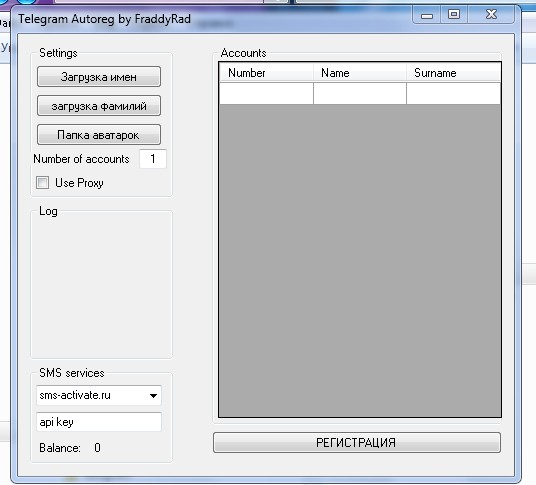 Telegram Autoreg by FraddyRad
Settings
Загрузка имен
загрузка фамилий
Папка аватарок
Number of accounts 1
Use Proxy
Log
SMS services
sms-activate.ru
api key
Balance: 0
Accounts
Number Name Surname
РЕГИСТРАЦИЯ